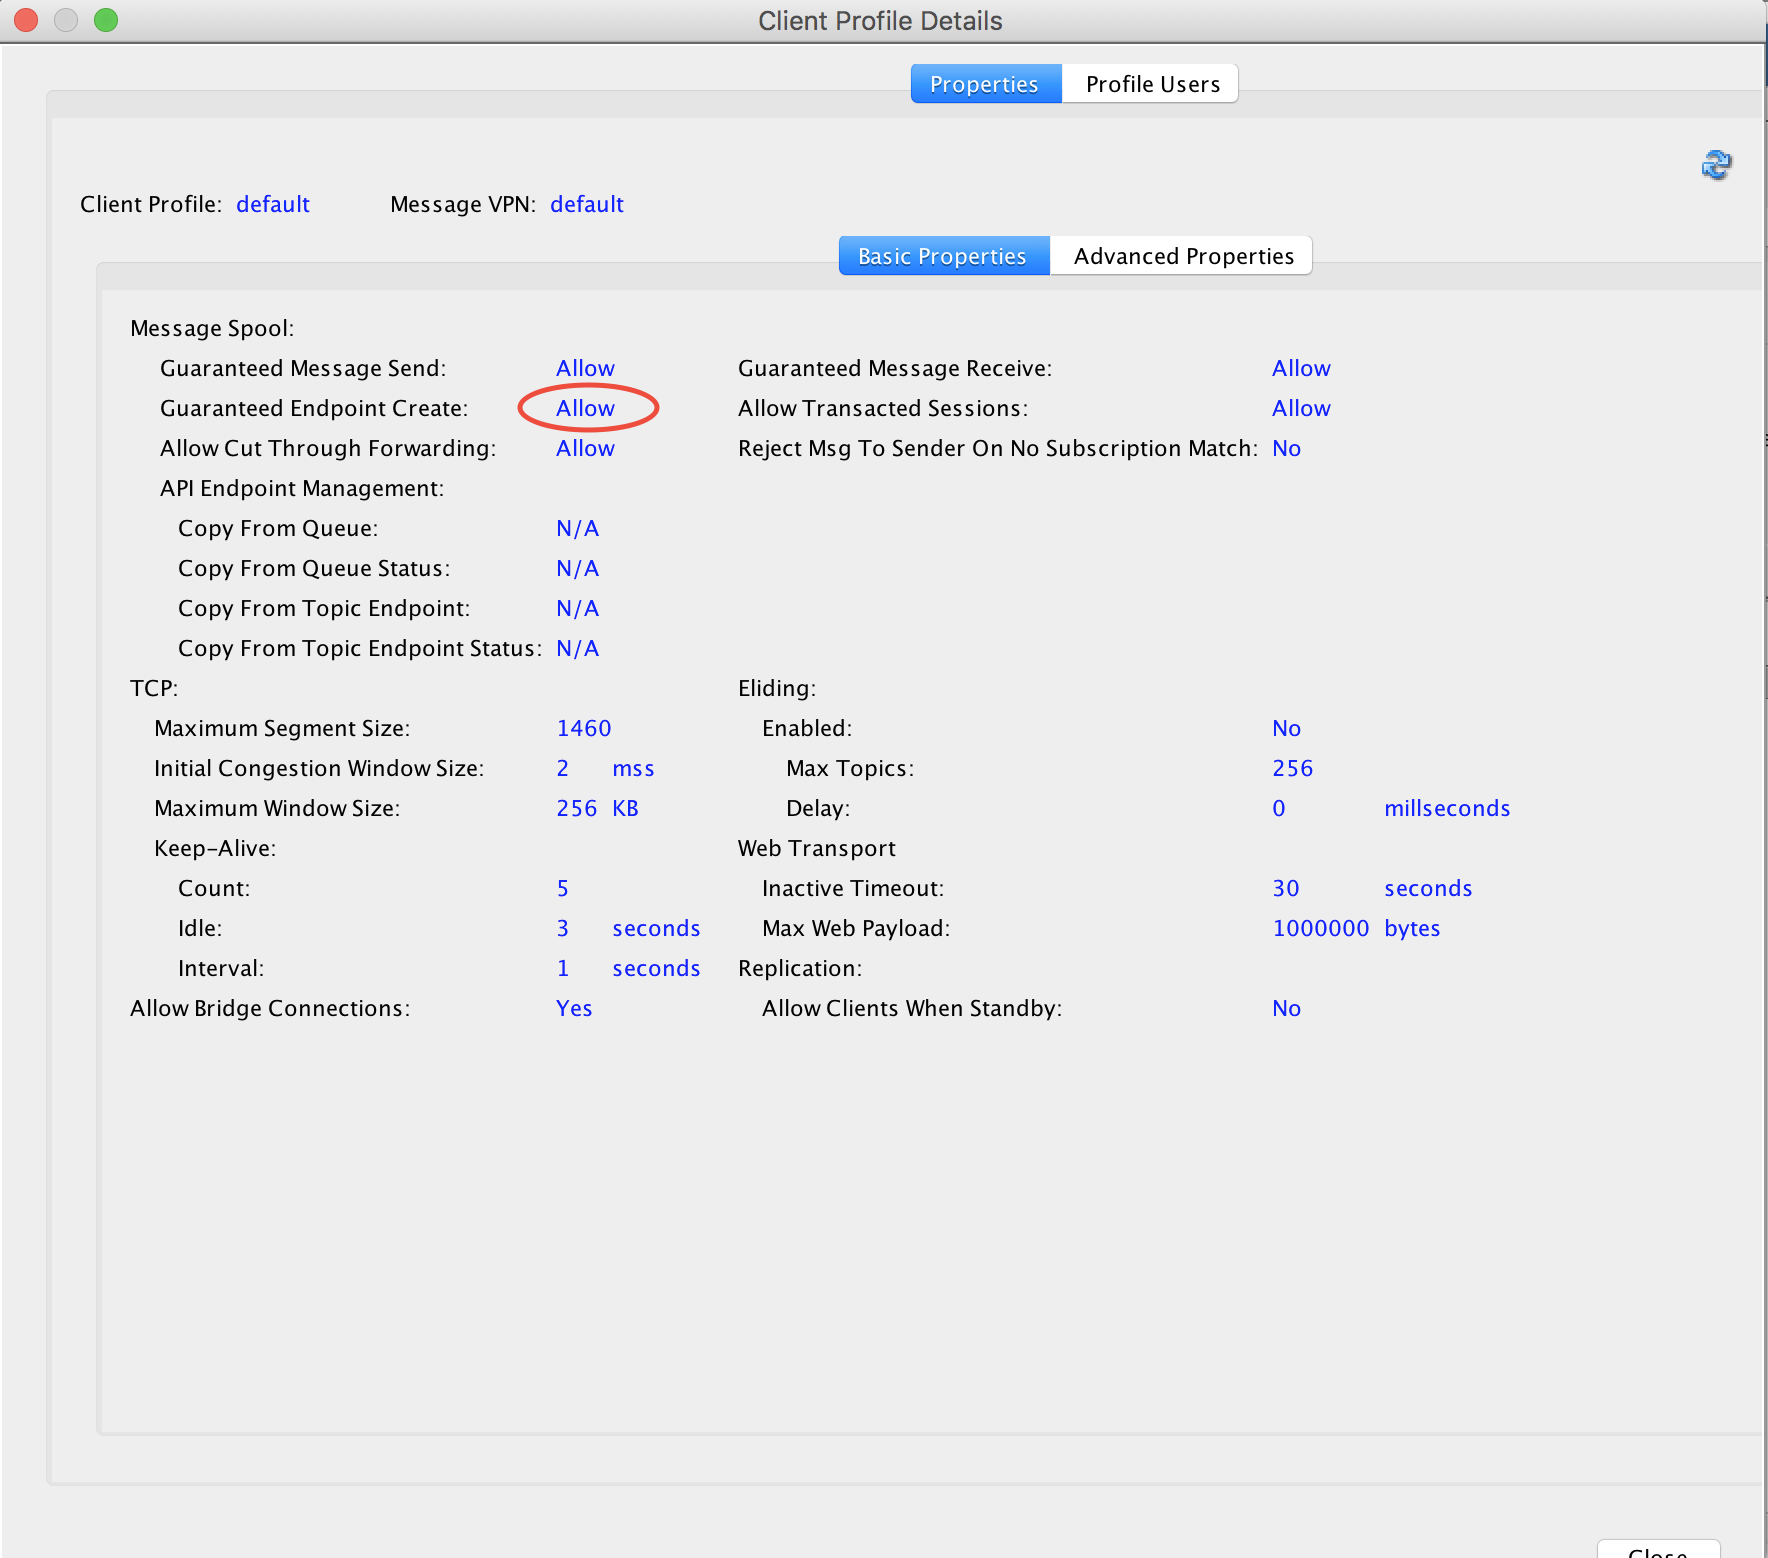 Client Profile Details
Properties Profile Users
Client Profile: default Message VPN: default
Basic Properties Advanced Properties
Message Spool:
Guaranteed Message Send: Allow Guaranteed Message Receive: Allow
Guaranteed Endpoint Create: Allow Allow Transacted Sessions: Allow
Allow Cut Through Forwarding: Allow Reject Msg To Sender On No Subscription Match: No
API Endpoint Management:
Copy From Queue: N/A
Copy From Queue Status: N/A
Copy From Topic Endpoint: N/A
Copy From Topic Endpoint Status: N/A
TCP: Eliding:
Maximum Segment Size: 1460 Enabled: No
Initial Congestion Window Size: 2 mss Max Topics: 256
Maximum Window Size: 256 KB Delay: 0 millseconds
Keep-Alive: Web Transport
Count: 5 Inactive Timeout: 30 seconds
Idle: 3 seconds Max Web Payload: 1000000 bytes
Interval: 1 seconds Replication:
Allow Bridge Connections: Yes Allow Clients When Standby: No
Close